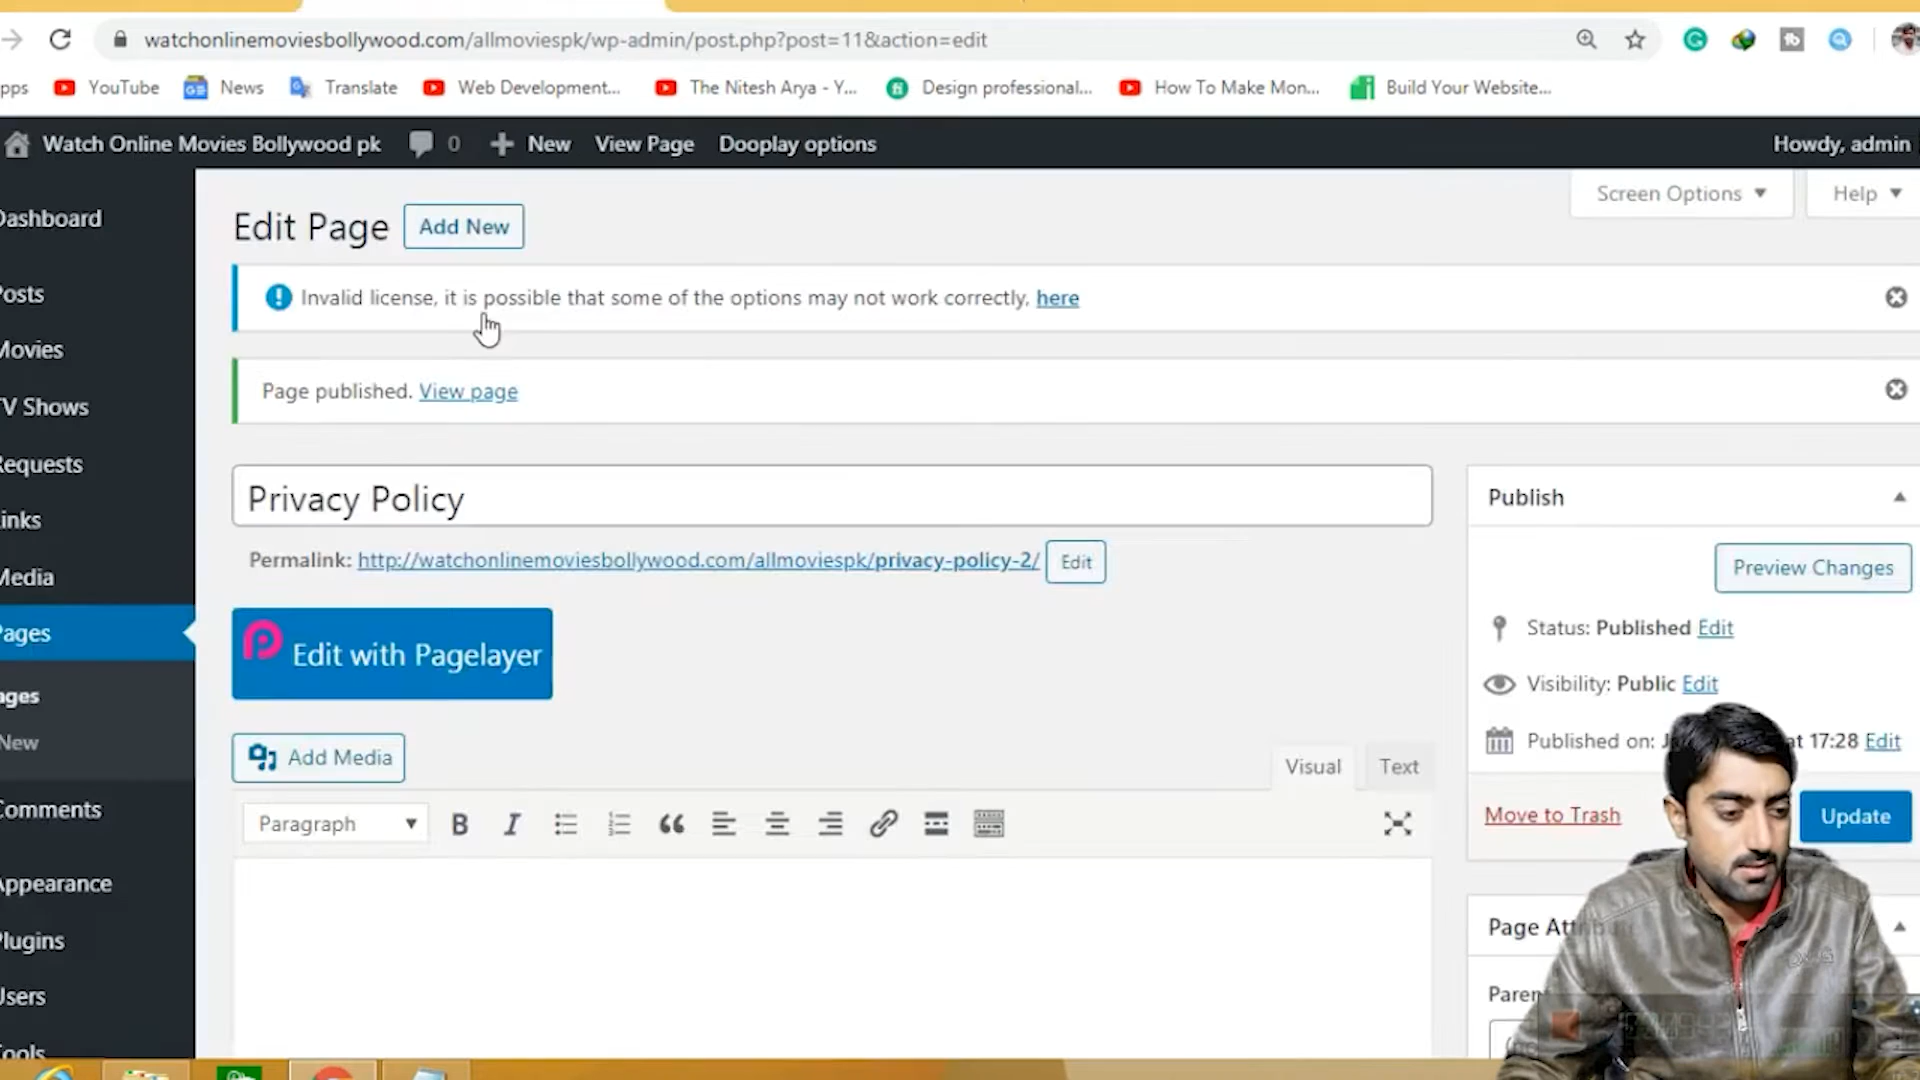 watchonlinemoviesbollywood.com/allmoviespk/wp-admin/post.php?post=11&action=edit
pps YouTube News Translate Web Development... The Nitesh Arya - Y... Design professional... How To Make Mon... Build Your Website...
Watch Online Movies Bollywood pk 0 New View Page Dooplay options Howdy, admin
Screen Options Help
Dashboard
Edit Page Add New
Posts
Invalid license, it is possible that some of the options may not work correctly. here
Movies
Page published. View page
TV Shows
Requests
Privacy Policy
Publish
Links
Permalink: http://watchonlinemoviesbollywood.com/allmoviespk/privacy-policy-2/ Edit
Preview Changes
Media
Pages
Edit with Pagelayer
Status: Published Edit
Visibility: Public Edit
ages
New
Published on: at 17:28 Edit
Add Media
Visual Text
Comments
Paragraph
Move to Trash Update
Appearance
Page
Plugins
Users
Paren
Tools